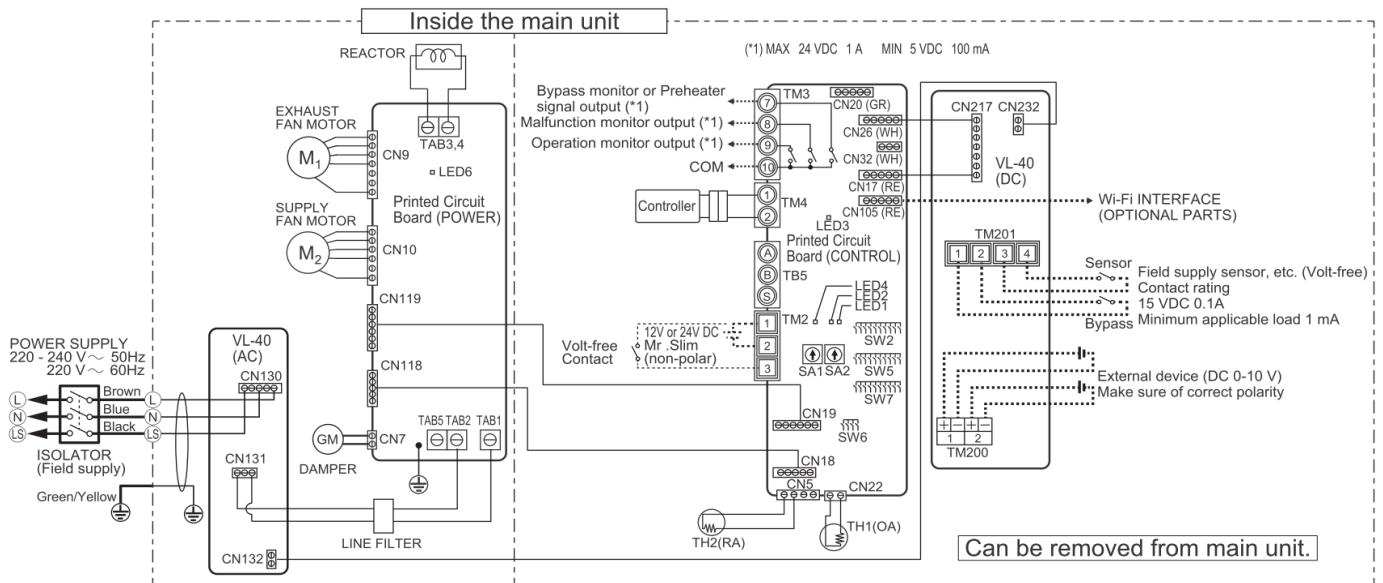 Inside the main unit
(*1) MAX 24 VDC 1 A MIN 5 VDC 100 mA
REACTOR
TAB3,4
EXHAUST
FAN MOTOR
M1
CN9
LED6
Printed Circuit
Board (POWER)
SUPPLY
FAN MOTOR
M2
CN10
CN119
CN118
TAB5 TAB2 TAB1
GM
CN7
DAMPER
LINE FILTER
POWER SUPPLY
220 - 240 V～ 50Hz
220 V～ 60Hz
L
N
LS
Brown
Blue
Black
L
N
LS
ISOLATOR
(Field supply)
Green/Yellow
VL-40
(AC)
CN130
CN131
CN132
Bypass monitor or Preheater
signal output (*1)
Malfunction monitor output (*1)
Operation monitor output (*1)
COM
7
8
9
10
TM3
CN20 (GR)
CN26 (WH)
CN32 (WH)
CN17 (RE)
CN105 (RE)
Controller
1
2
TM4
LED3
Printed Circuit
Board (CONTROL)
A
B
S
TB5
LED4
LED2
LED1
Volt-free
Contact
12V or 24V DC
Mr .Slim
(non-polar)
1
2
3
TM2
SA1 SA2
SW2
SW5
SW7
SW6
CN19
CN18
CN5
CN22
TH2(RA)
TH1(OA)
CN217 CN232
VL-40
(DC)
Wi-Fi INTERFACE
(OPTIONAL PARTS)
TM201
1 2 3 4
Sensor
Bypass
Field supply sensor, etc. (Volt-free)
Contact rating
15 VDC 0.1A
Minimum applicable load 1 mA
External device (DC 0-10 V)
Make sure of correct polarity
+ − + −
1 2
TM200
Can be removed from main unit.